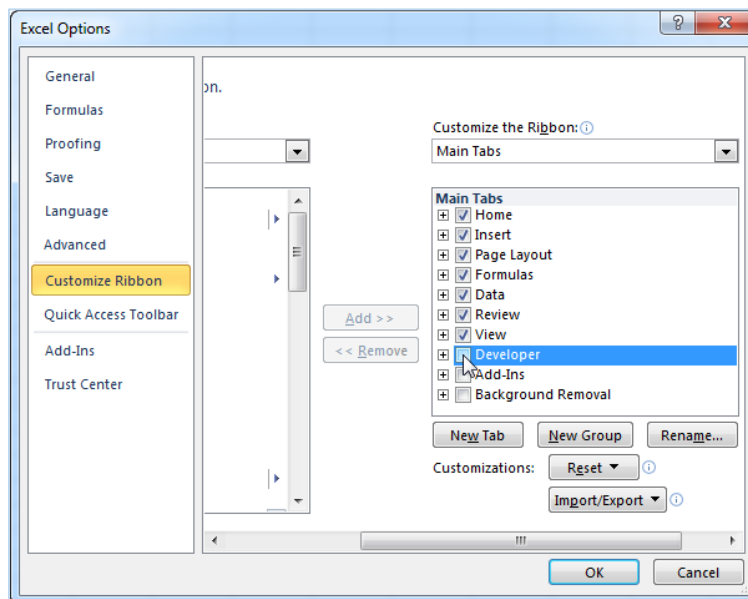 Excel Options
General
Formulas
Proofing
Save
Language
Advanced
Customize Ribbon
Quick Access Toolbar
Add-Ins
Trust Center
on.
Customize the Ribbon:
Main Tabs
Main Tabs
Home
Insert
Page Layout
Formulas
Data
Review
View
Developer
Add-Ins
Background Removal
Add >>
<< Remove
New Tab New Group Rename...
Customizations: Reset
Import/Export
OK Cancel